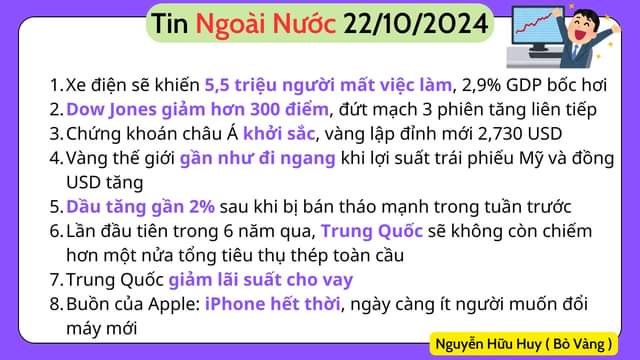 Tin Ngoài Nước 22/10/2024
1. Xe điện sẽ khiến 5,5 triệu người mất việc làm, 2,9% GDP bốc hơi
2. Dow Jones giảm hơn 300 điểm, đứt mạch 3 phiên tăng liên tiếp
3. Chứng khoán châu Á khởi sắc, vàng lập đỉnh mới 2,730 USD
4. Vàng thế giới gần như đi ngang khi lợi suất trái phiếu Mỹ và đồng
USD tăng
5. Dầu tăng gần 2% sau khi bị bán tháo mạnh trong tuần trước
6. Lần đầu tiên trong 6 năm qua, Trung Quốc sẽ không còn chiếm
hơn một nửa tổng tiêu thụ thép toàn cầu
7. Trung Quốc giảm lãi suất cho vay
8. Buồn của Apple: iPhone hết thời, ngày càng ít người muốn đổi
máy mới
Nguyễn Hữu Huy ( Bò Vàng )